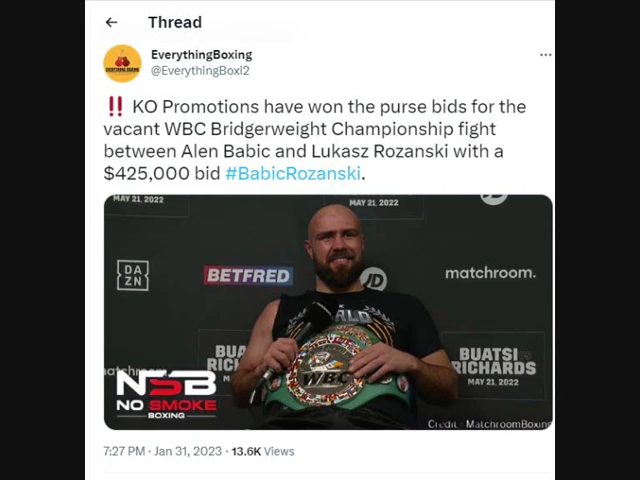 Thread
EverythingBoxing
@EverythingBoxi2
‼ KO Promotions have won the purse bids for the
vacant WBC Bridgerweight Championship fight
between Alen Babic and Lukasz Rozanski with a
$425,000 bid #BabicRozanski.
MAY 21, 2022
MAY 21, 2022
DAZN
BETFRED
JD
matchroom.
WBC
BUATSI
RICHARDS
MAY 21, 2022
NSB
NO SMOKE
BOXING
Credit - MatchroomBoxing
7:27 PM · Jan 31, 2023 · 13.6K Views